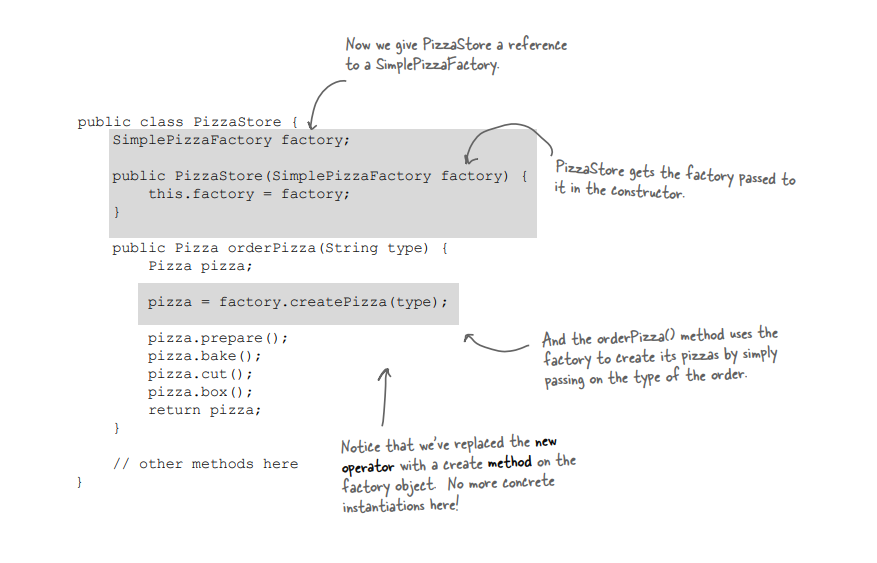 Now we give PizzaStore a reference
to a SimplePizzaFactory.
public class PizzaStore {
SimplePizzaFactory factory;
public PizzaStore(SimplePizzaFactory factory) {
this.factory = factory;
}
PizzaStore gets the factory passed to
it in the constructor.
public Pizza orderPizza(String type) {
Pizza pizza;
pizza = factory.createPizza(type);
pizza.prepare();
pizza.bake();
pizza.cut();
pizza.box();
return pizza;
}
And the orderPizza() method uses the
factory to create its pizzas by simply
passing on the type of the order.
Notice that we've replaced the new
operator with a create method on the
factory object. No more concrete
instantiations here!
// other methods here
}